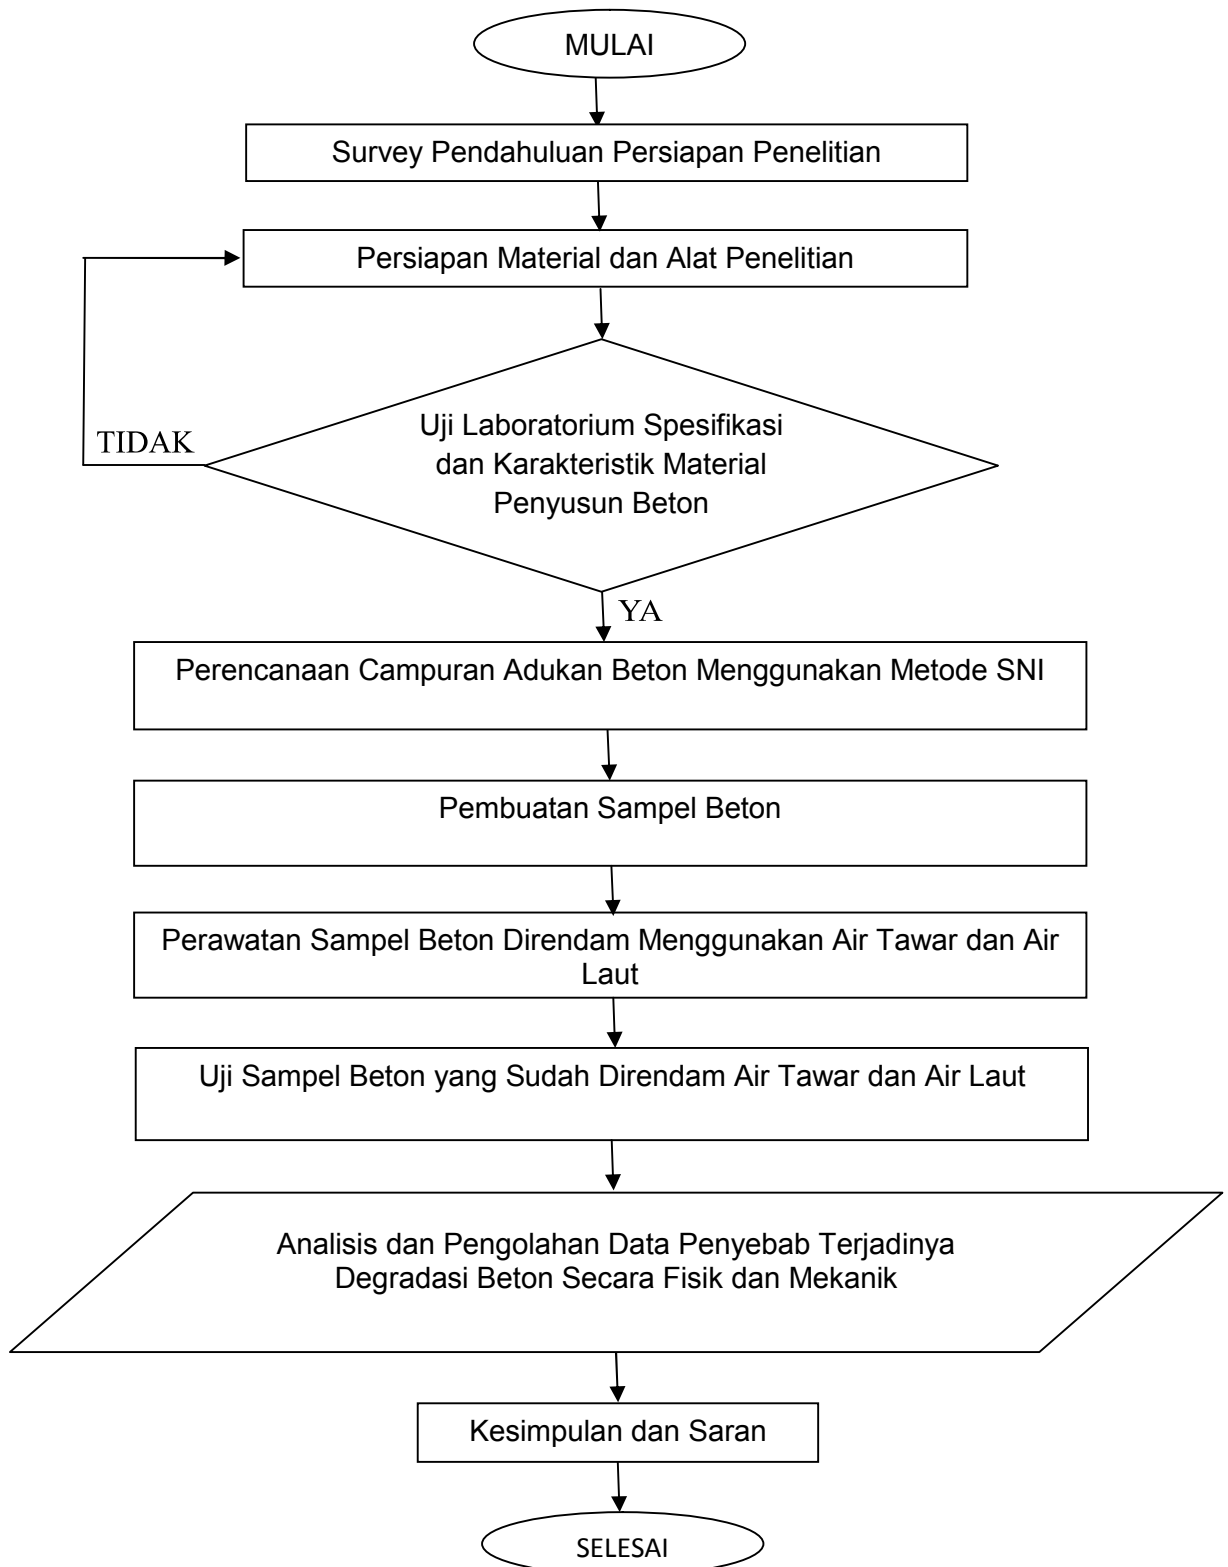 MULAI
Survey Pendahuluan Persiapan Penelitian
Persiapan Material dan Alat Penelitian
Uji Laboratorium Spesifikasi
dan Karakteristik Material
Penyusun Beton
TIDAK
YA
Perencanaan Campuran Adukan Beton Menggunakan Metode SNI
Pembuatan Sampel Beton
Perawatan Sampel Beton Direndam Menggunakan Air Tawar dan Air
Laut
Uji Sampel Beton yang Sudah Direndam Air Tawar dan Air Laut
Analisis dan Pengolahan Data Penyebab Terjadinya
Degradasi Beton Secara Fisik dan Mekanik
Kesimpulan dan Saran
SELESAI